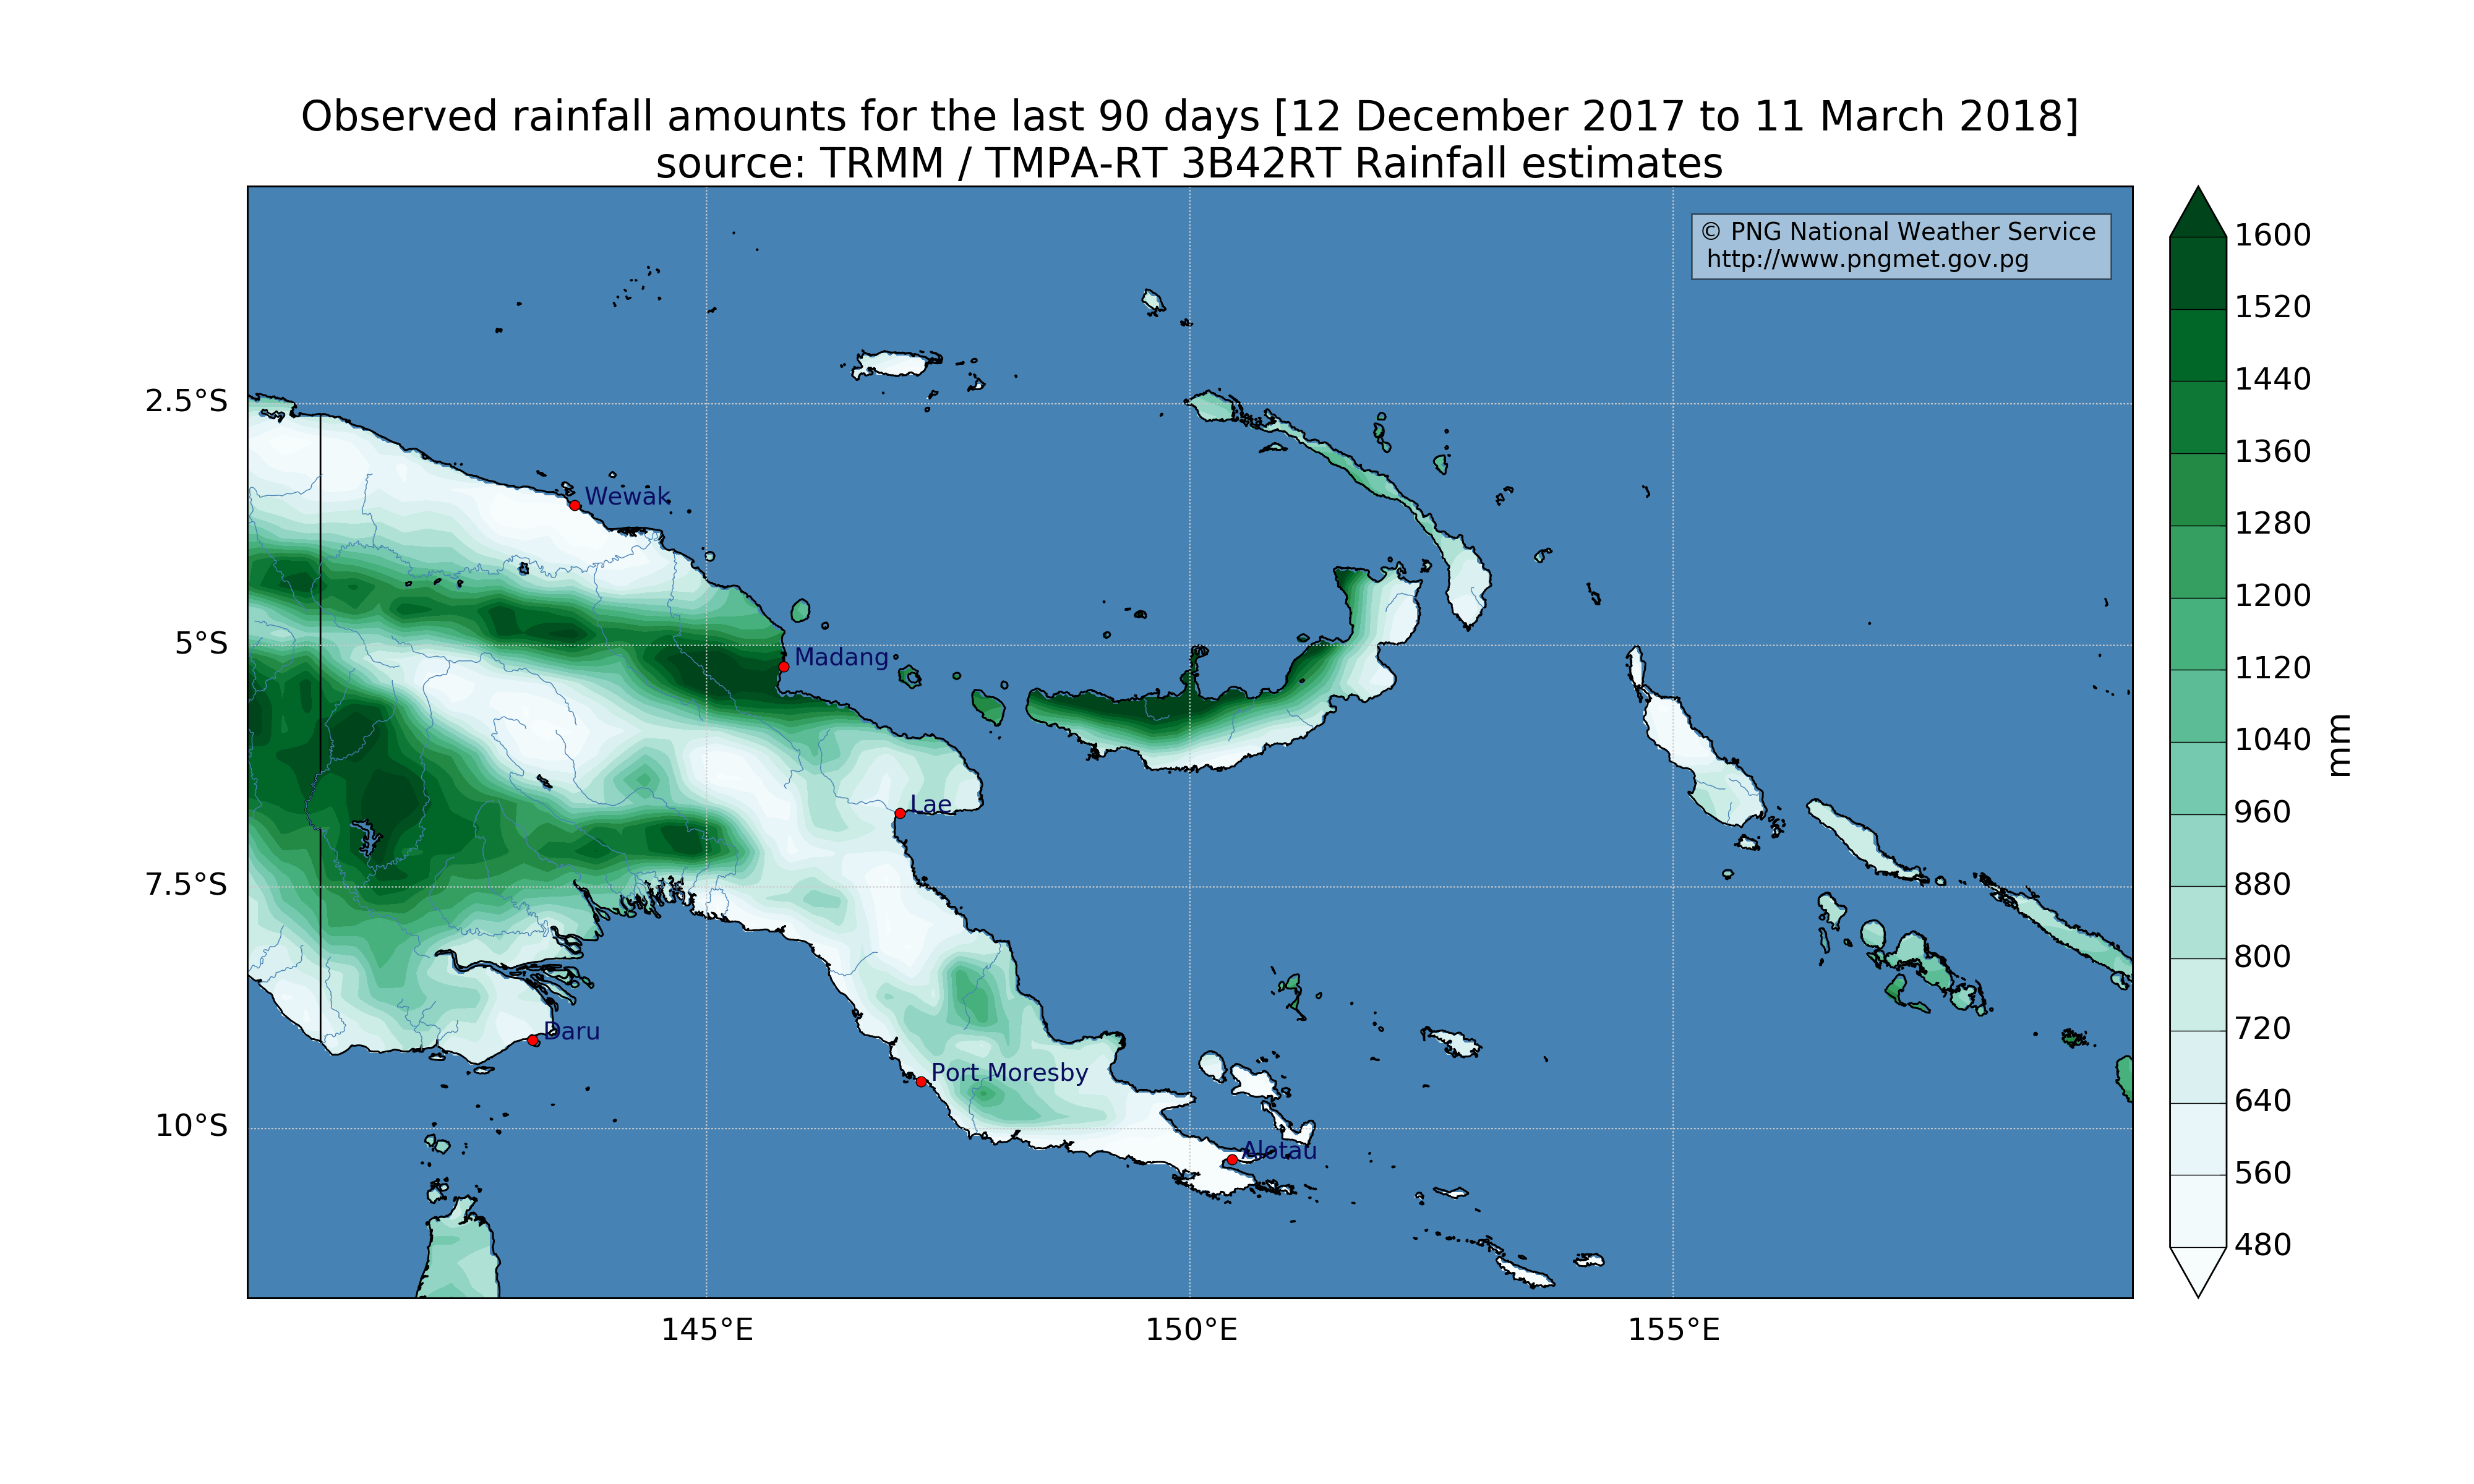 Observed rainfall amounts for the last 90 days [12 December 2017 to 11 March 2018]
source: TRMM / TMPA-RT 3B42RT Rainfall estimates
© PNG National Weather Service
http://www.pngmet.gov.pg
1600
1520
1440
1360
1280
1200
1120
1040
960
880
800
720
640
560
480
mm
2.5°S
5°S
7.5°S
10°S
Wewak
Madang
Lae
Daru
Port Moresby
Alotau
145°E
150°E
155°E